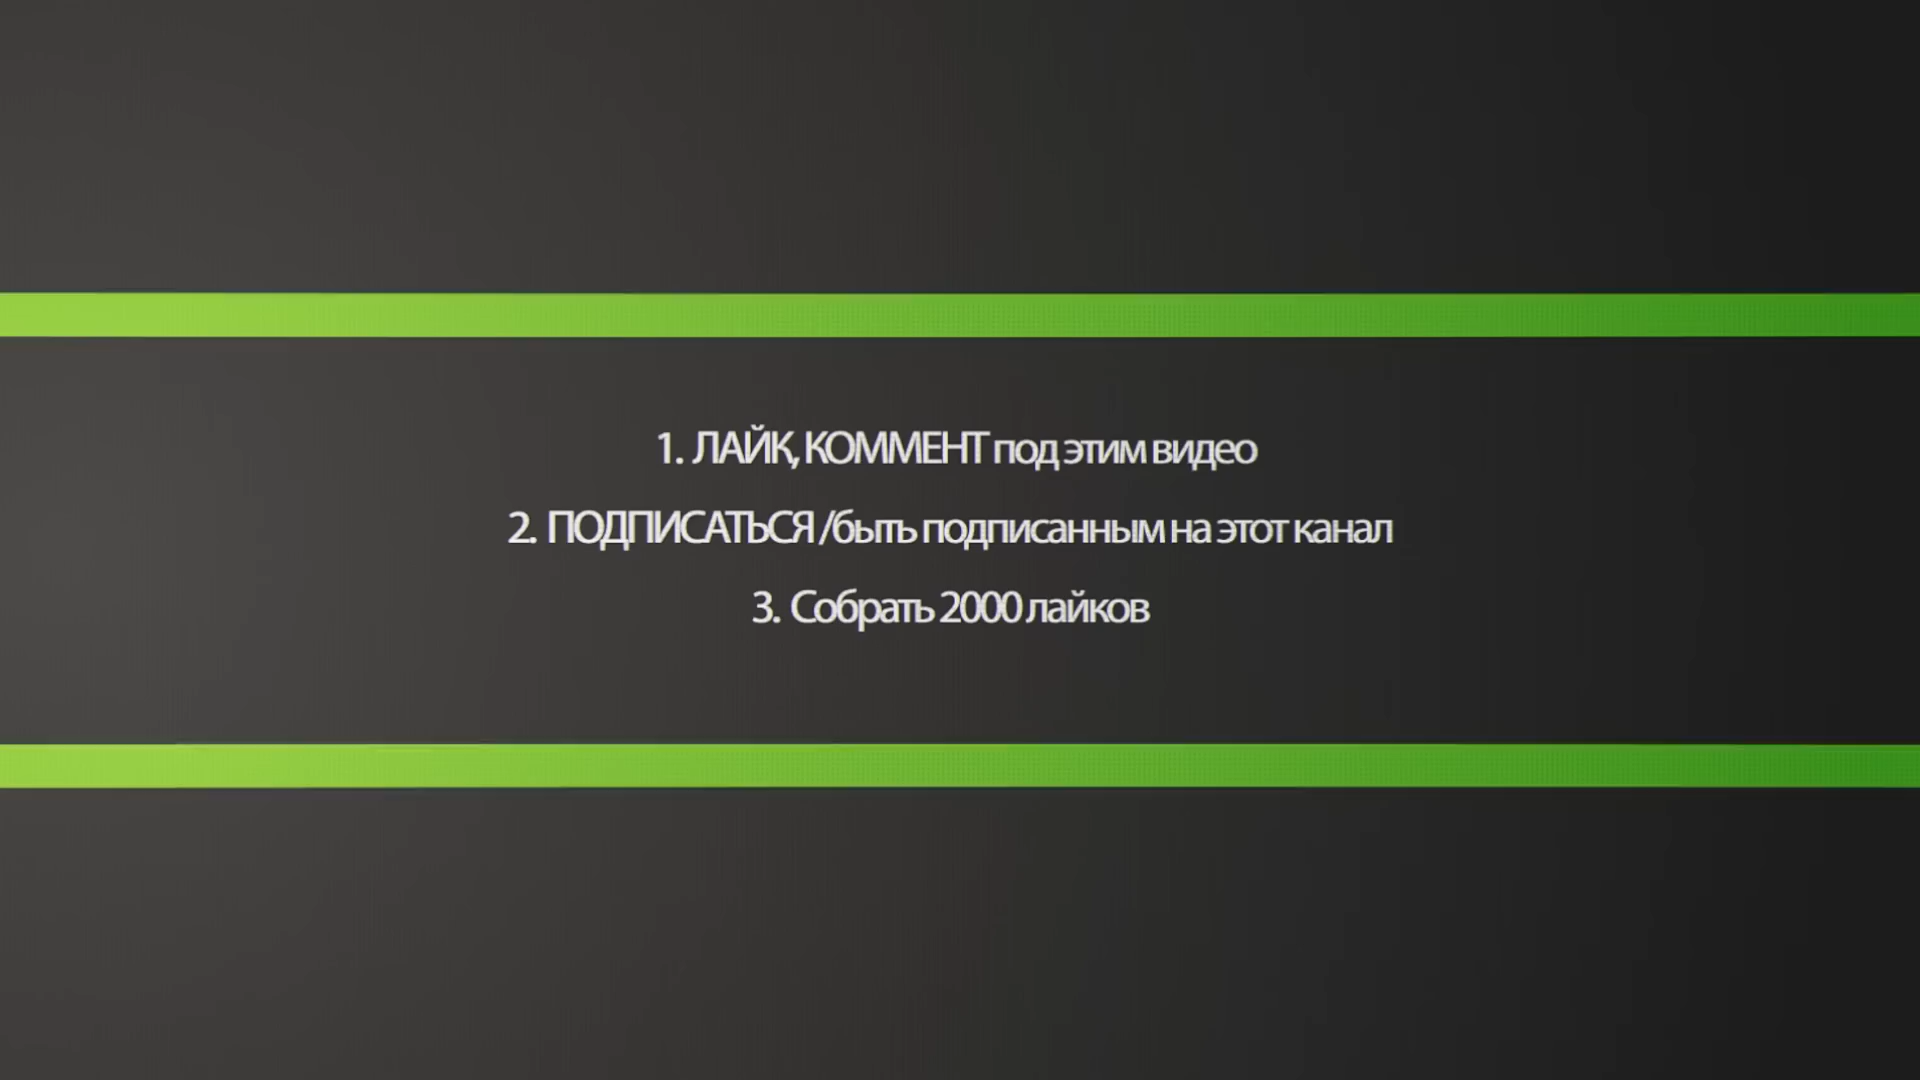 1. ЛАЙК, КОММЕНТ под этим видео
2. ПОДПИСАТЬСЯ /быть подписанным на этот канал
3. Собрать 2000 лайков